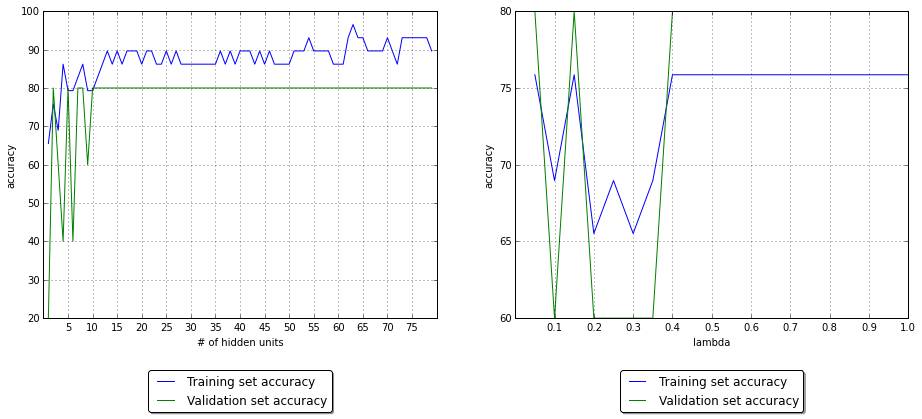 100
90
80
70
60
50
40
30
20
accuracy
5 10 15 20 25 30 35 40 45 50 55 60 65 70 75
# of hidden units
Training set accuracy
Validation set accuracy
80
75
70
65
60
accuracy
0.1 0.2 0.3 0.4 0.5 0.6 0.7 0.8 0.9 1.0
lambda
Training set accuracy
Validation set accuracy